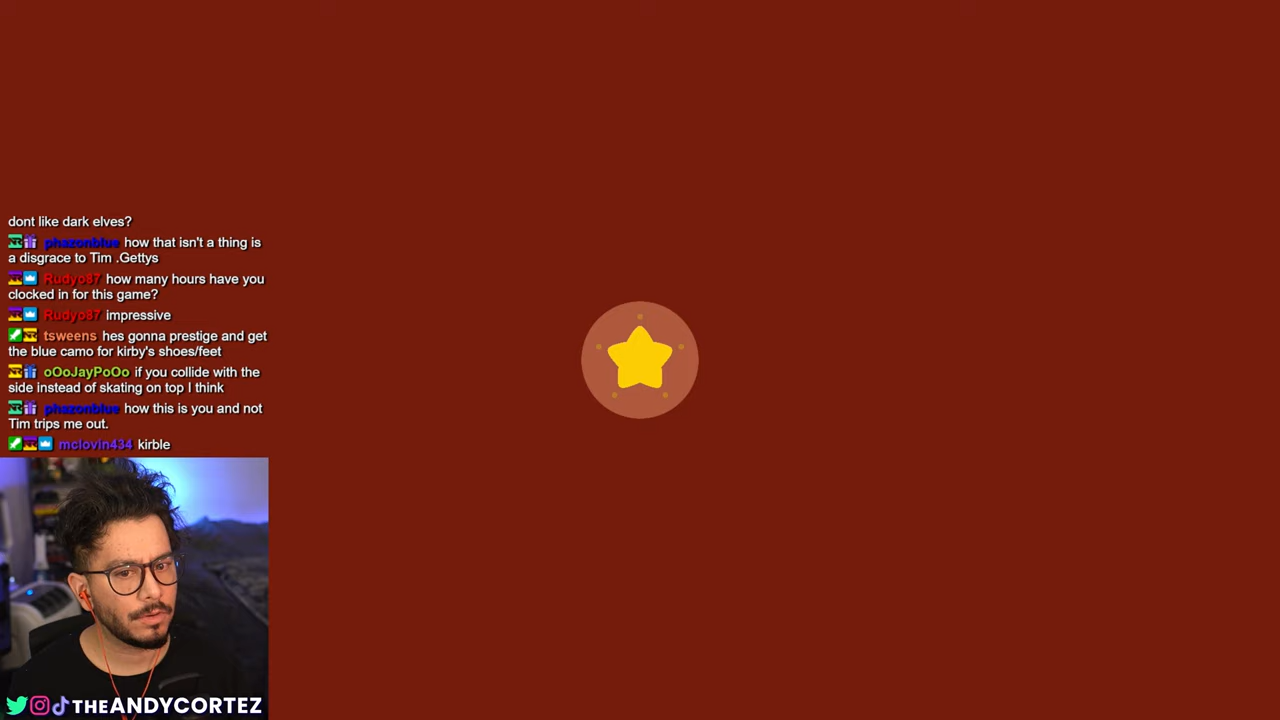 dont like dark elves?
phazonblue how that isn't a thing is
a disgrace to Tim .Gettys
Rudyo87 how many hours have you
clocked in for this game?
Rudyo87 impressive
tsweens hes gonna prestige and get
the blue camo for kirby's shoes/feet
oOoJayPoOo if you collide with the
side instead of skating on top I think
phazonblue how this is you and not
Tim trips me out.
mclovin434 kirble
THEANDYCORTEZ